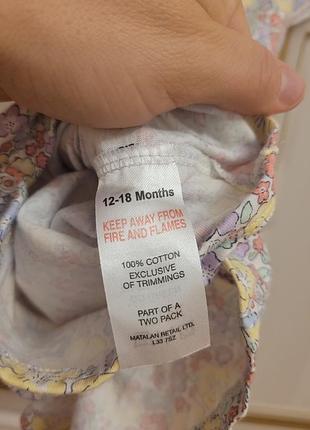 12-18 Months
KEEP AWAY FROM
FIRE AND FLAMES
100% COTTON
EXCLUSIVE
OF TRIMMINGS
PART OF A
TWO PACK
MATALAN RETAIL LTD.
L33 7SZ